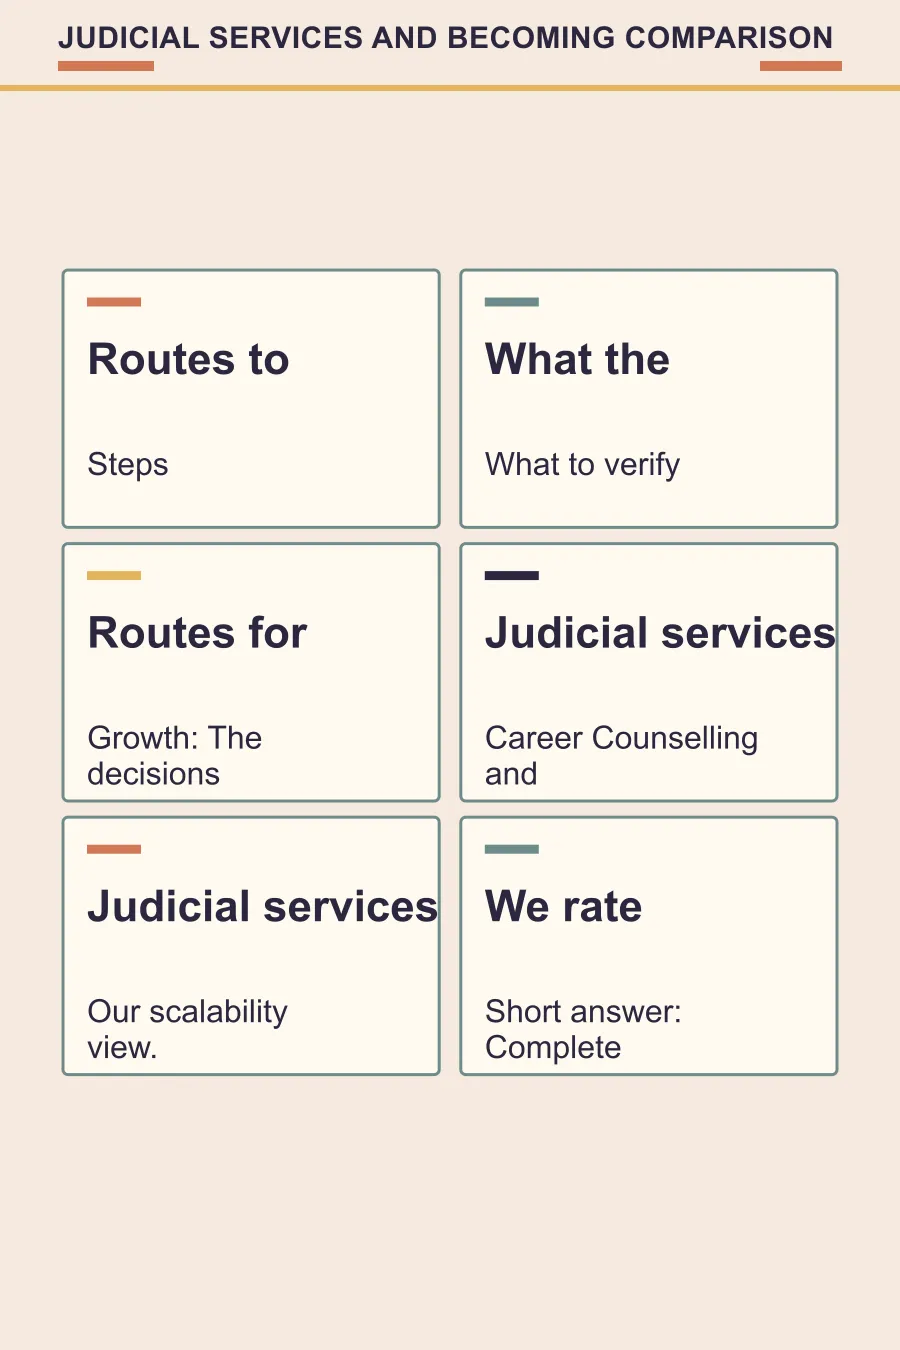 JUDICIAL SERVICES AND BECOMING COMPARISON
Routes to
Steps
What the
What to verify
Routes for
Growth: The
decisions
Judicial services
Career Counselling
and
Judicial services
Our scalability
view.
We rate
Short answer:
Complete